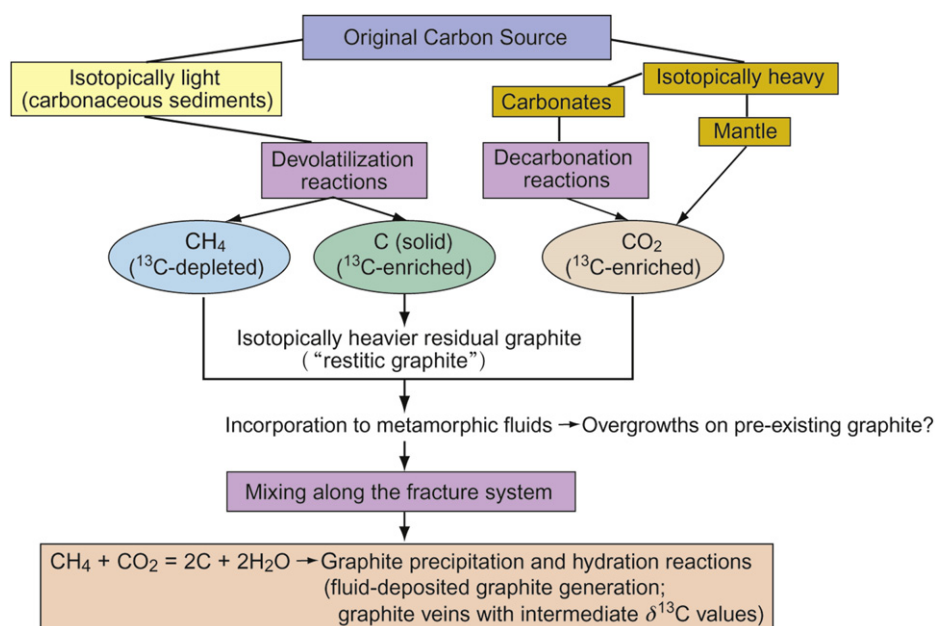 Original Carbon Source
Isotopically light
(carbonaceous sediments)
Isotopically heavy
Carbonates
Mantle
Devolatilization
reactions
Decarbonation
reactions
CH₄
(¹³C-depleted)
C (solid)
(¹³C-enriched)
CO₂
(¹³C-enriched)
Isotopically heavier residual graphite
(“restitic graphite”)
Incorporation to metamorphic fluids → Overgrowths on pre-existing graphite?
Mixing along the fracture system
CH₄ + CO₂ = 2C + 2H₂O → Graphite precipitation and hydration reactions
(fluid-deposited graphite generation;
graphite veins with intermediate δ¹³C values)